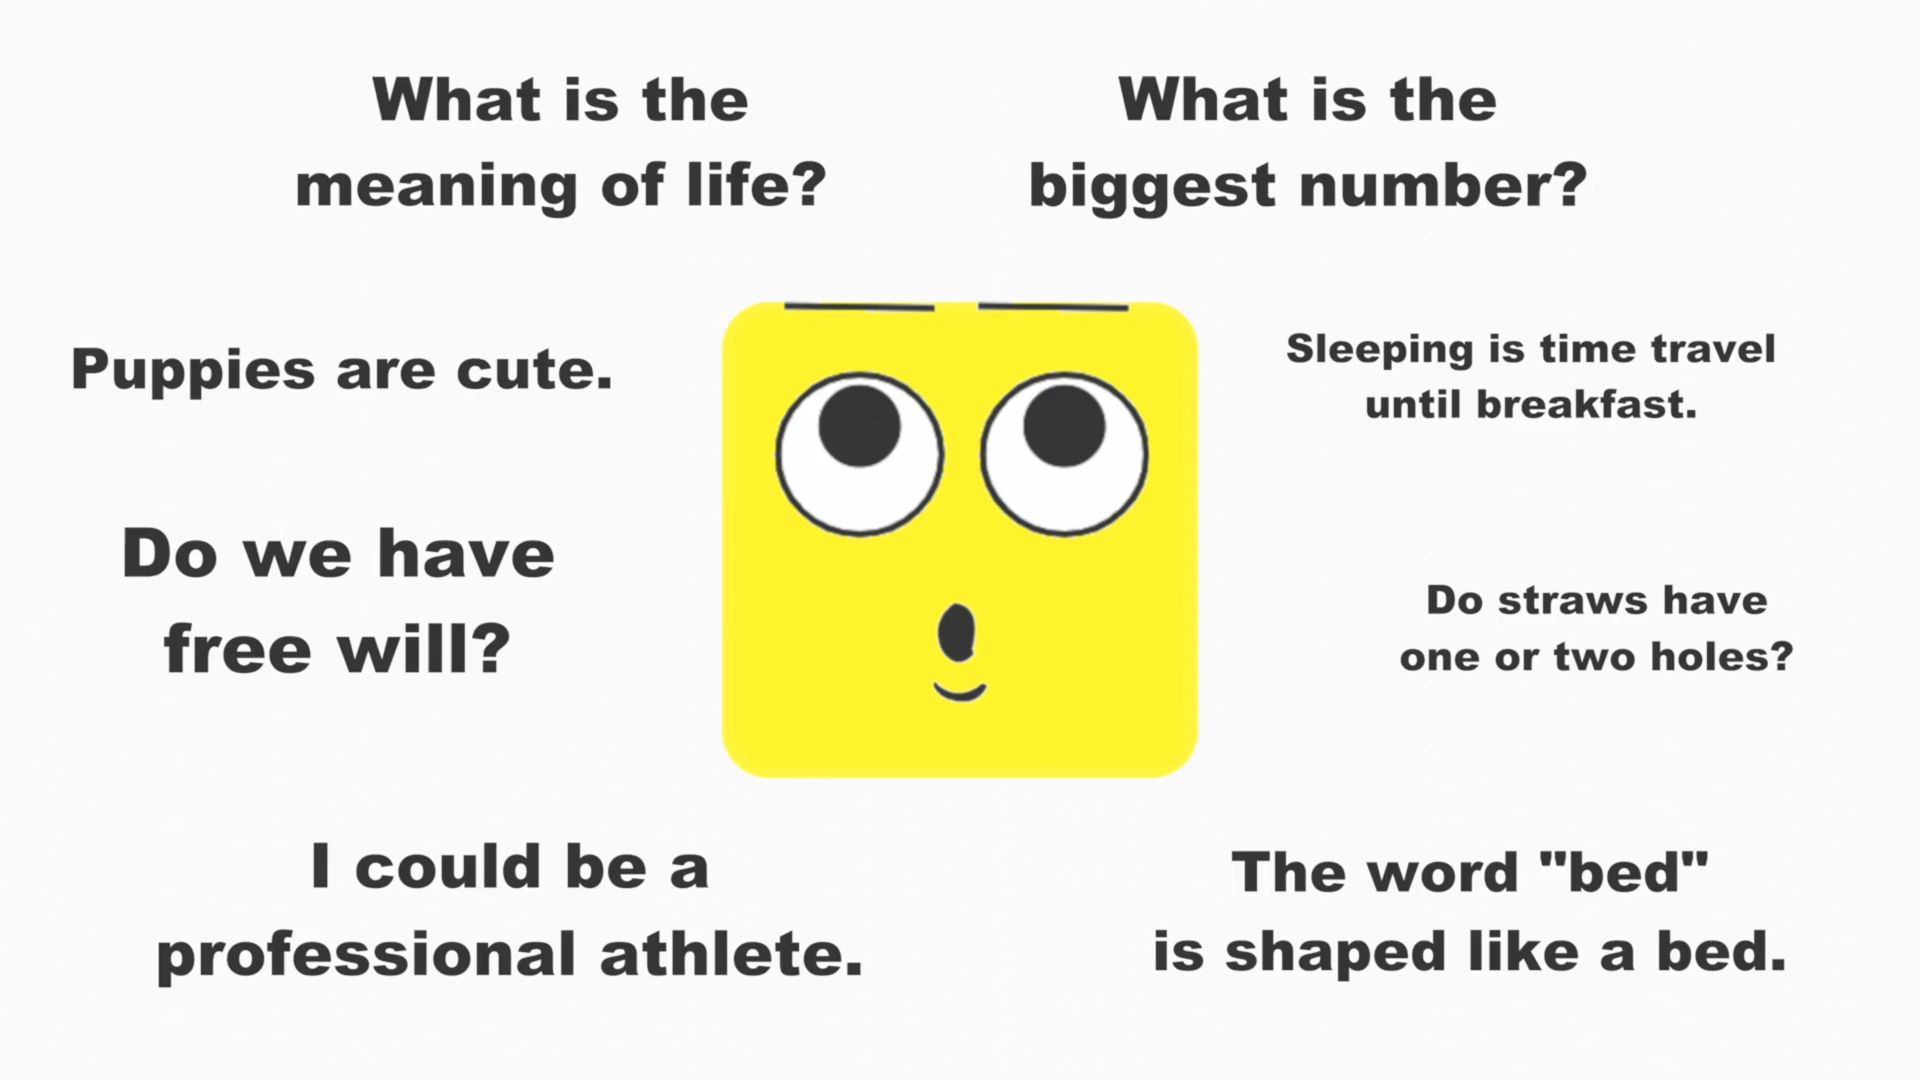 What is the
meaning of life?
What is the
biggest number?
Puppies are cute.
Sleeping is time travel
until breakfast.
Do we have
free will?
Do straws have
one or two holes?
I could be a
professional athlete.
The word "bed"
is shaped like a bed.